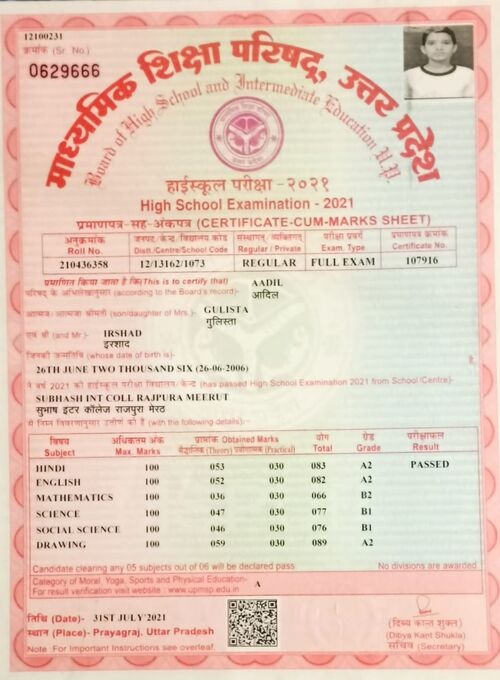 12100231
क्रमांक (Sr. No.)
0629666
माध्यमिक शिक्षा परिषद्, उत्तर प्रदेश
Board of High School and Intermediate Education U.P.
हाईस्कूल परीक्षा -२०२१
High School Examination - 2021
प्रमाणपत्र-सह-अंकपत्र (CERTIFICATE-CUM-MARKS SHEET)
अनुक्रमांक जनपद/केन्द्र/विद्यालय कोड संस्थागत/व्यक्तिगत परीक्षा प्रवर्ग प्रमाणपत्र क्रमांक
Roll No. Distt./Centre/School Code Regular / Private Exam. Type Certificate No.
210436358 12/13162/1073 REGULAR FULL EXAM 107916
प्रमाणित किया जाता है कि(This is to certify that) AADIL
परिषद के अभिलेखानुसार (according to the Board's record)- आदिल
आत्मज/आत्मजा श्रीमती (son/daughter of Mrs.)- GULISTA
गुलिस्ता
एवं श्री (and Mr)- IRSHAD
इरशाद
जिनकी जन्मतिथि (whose date of birth is)- है,
26TH JUNE TWO THOUSAND SIX (26-06-2006)
ने वर्ष 2021 की हाईस्कूल परीक्षा विद्यालय/केन्द्र (has passed High School Examination 2021 from School/Centre)-
SUBHASH INT COLL RAJPURA MEERUT
सुभाष इंटर कॉलेज राजपुरा मेरठ
से निम्न विवरणानुसार उत्तीर्ण की है (with the following details):-
विषय अधिकतम अंक प्राप्तांक Obtained Marks योग ग्रेड परीक्षाफल
Subject Max. Marks सैद्धान्तिक (Theory) प्रयोगात्मक (Practical) Total Grade Result
HINDI 100 053 030 083 A2 PASSED
ENGLISH 100 052 030 082 A2
MATHEMATICS 100 036 030 066 B2
SCIENCE 100 047 030 077 B1
SOCIAL SCIENCE 100 046 030 076 B1
DRAWING 100 059 030 089 A2
Candidate clearing any 05 subjects out of 06 will be declared pass No divisions are awarded
Category of Moral, Yoga, Sports and Physical Education- A
For result verification visit website : www.upmsp.edu.in
तिथि (Date)- 31ST JULY'2021
स्थान (Place)- Prayagraj, Uttar Pradesh
(दिव्य कान्त शुक्ल)
(Dibya Kant Shukla)
सचिव (Secretary)
Note :For Important Instructions see overleaf.